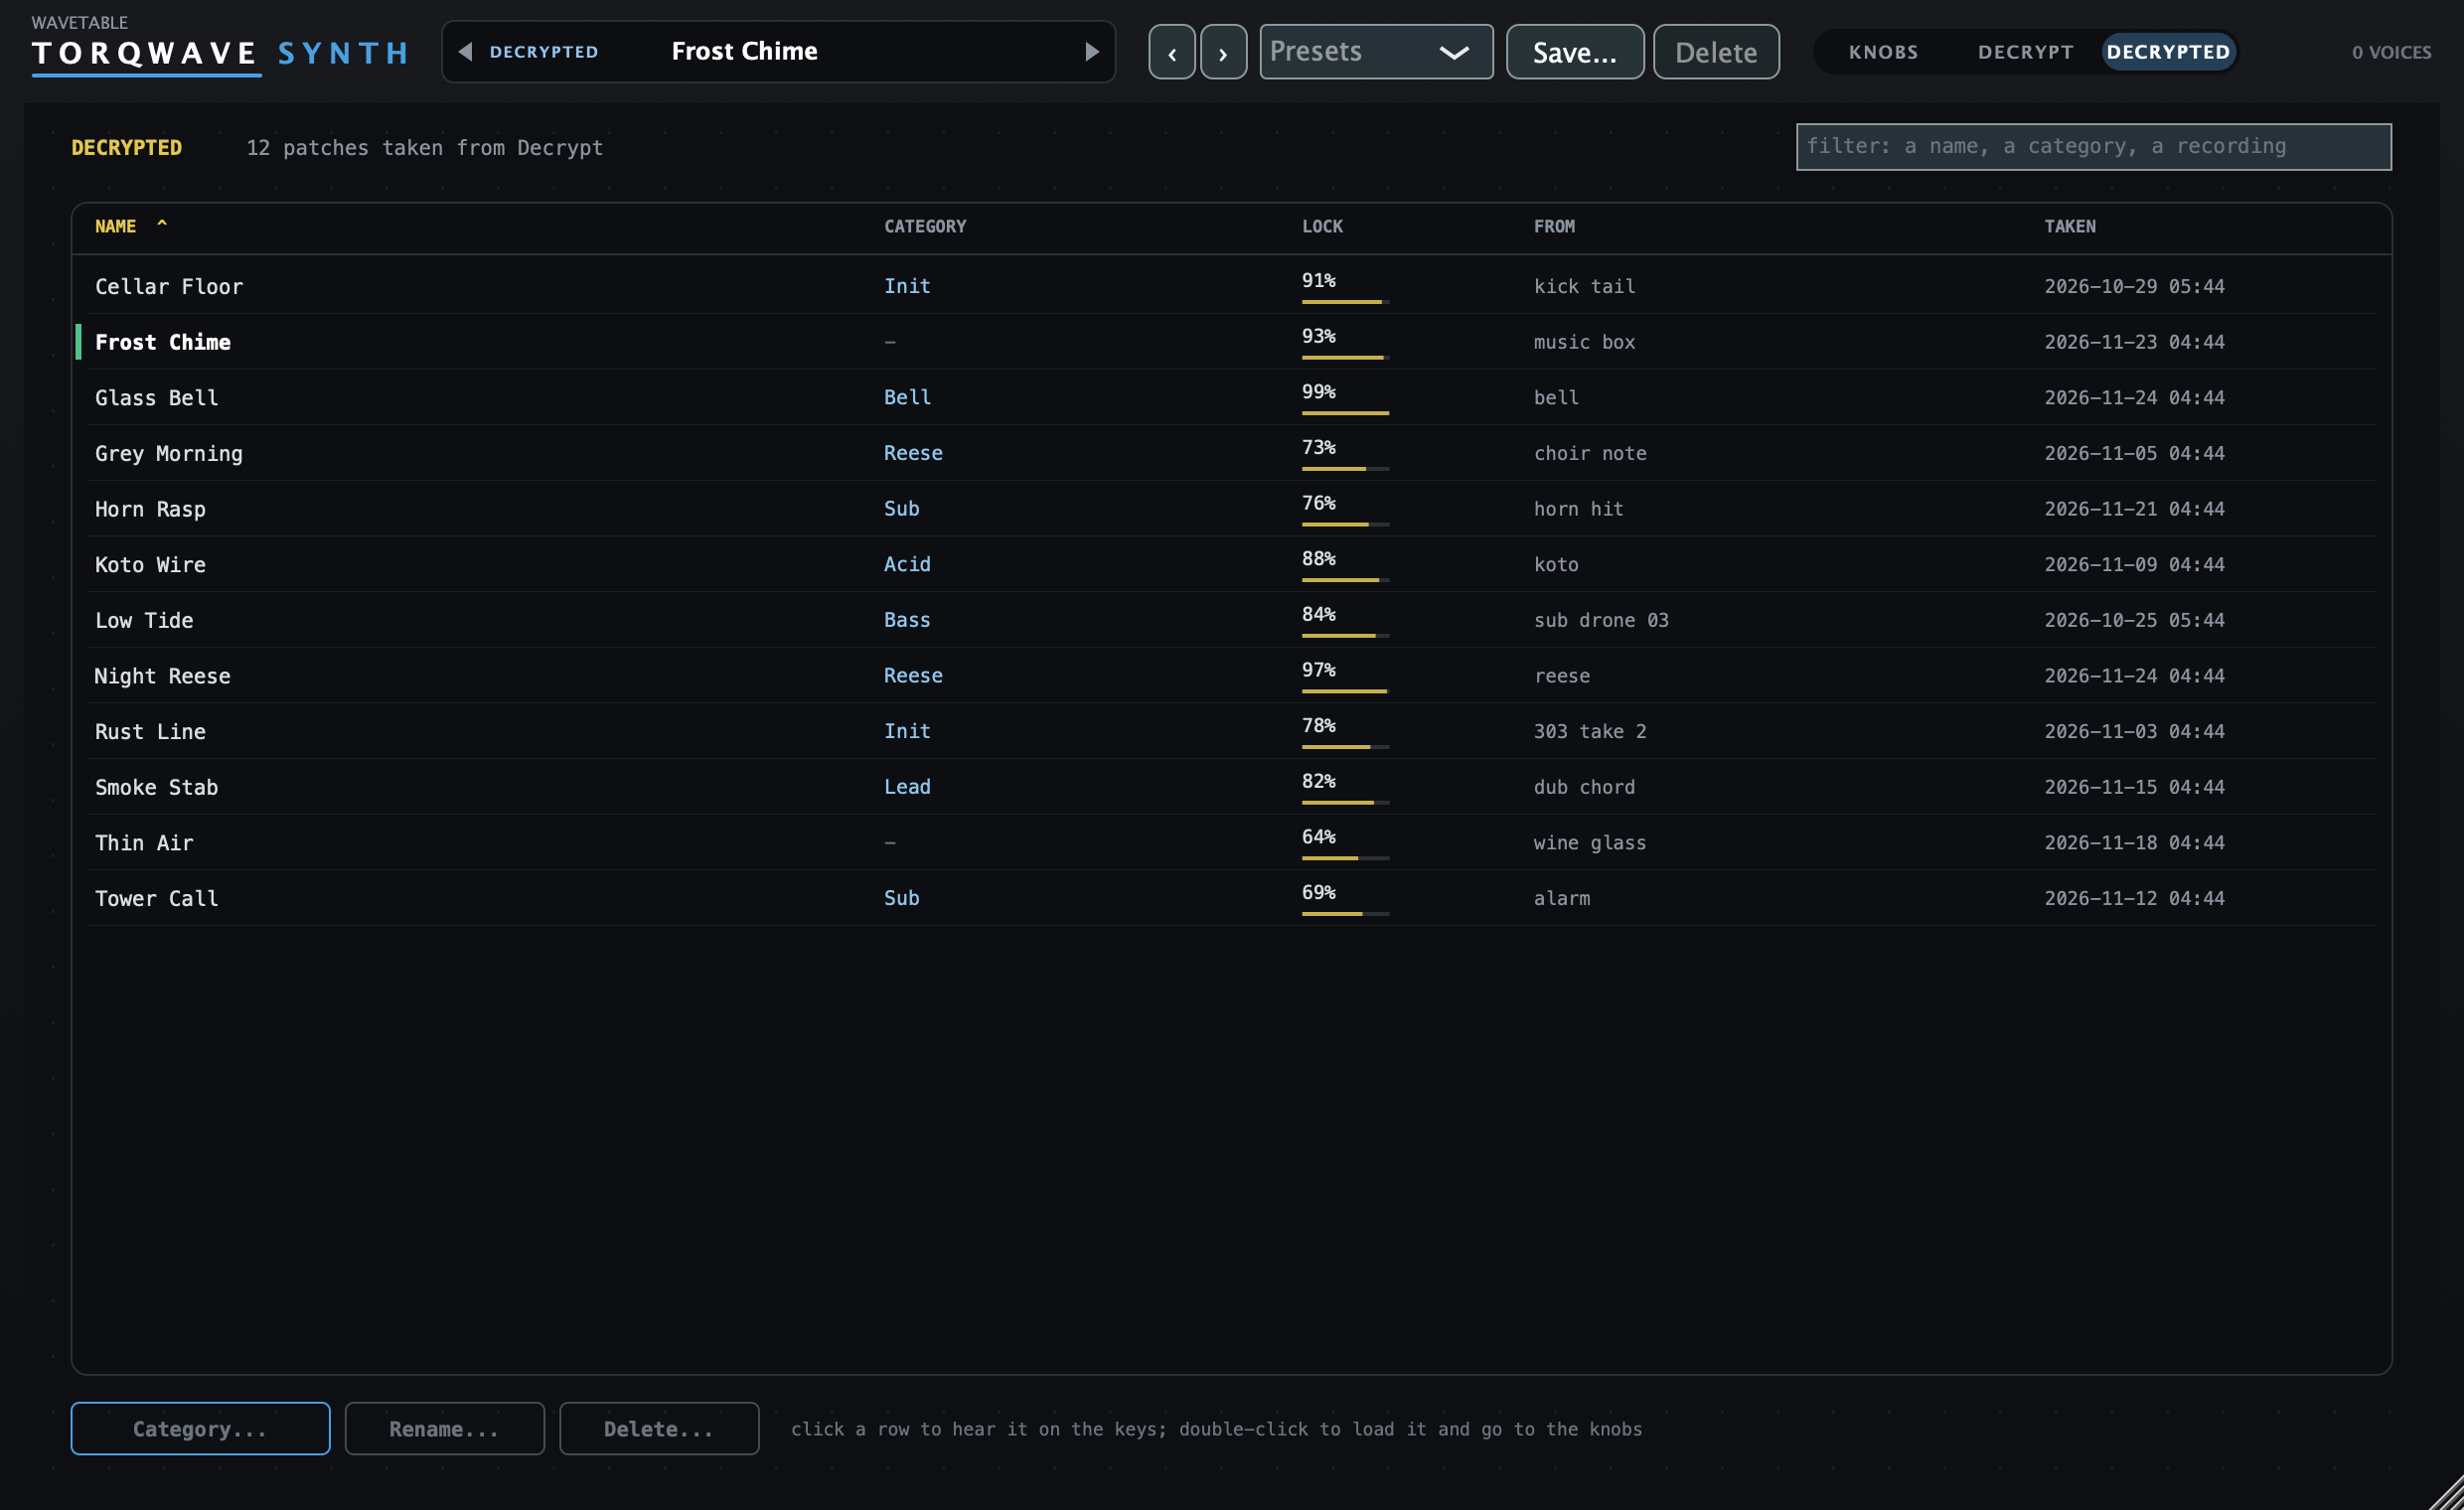 WAVETABLE
TORQWAVE SYNTH
DECRYPTED Frost Chime
‹ › Presets Save... Delete
KNOBS DECRYPT DECRYPTED
0 VOICES
DECRYPTED 12 patches taken from Decrypt
filter: a name, a category, a recording
NAME ^ CATEGORY LOCK FROM TAKEN
Cellar Floor Init 91% kick tail 2026-10-29 05:44
Frost Chime – 93% music box 2026-11-23 04:44
Glass Bell Bell 99% bell 2026-11-24 04:44
Grey Morning Reese 73% choir note 2026-11-05 04:44
Horn Rasp Sub 76% horn hit 2026-11-21 04:44
Koto Wire Acid 88% koto 2026-11-09 04:44
Low Tide Bass 84% sub drone 03 2026-10-25 05:44
Night Reese Reese 97% reese 2026-11-24 04:44
Rust Line Init 78% 303 take 2 2026-11-03 04:44
Smoke Stab Lead 82% dub chord 2026-11-15 04:44
Thin Air – 64% wine glass 2026-11-18 04:44
Tower Call Sub 69% alarm 2026-11-12 04:44
Category... Rename... Delete... click a row to hear it on the keys; double-click to load it and go to the knobs